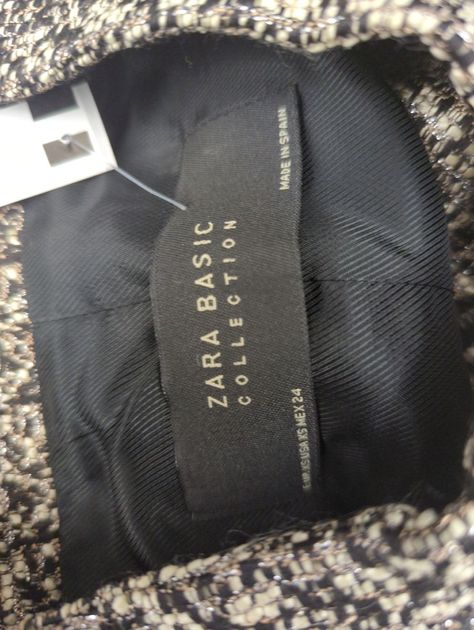 ZARA BASIC
COLLECTION
EUR XS USA XS MEX 24
MADE IN SPAIN